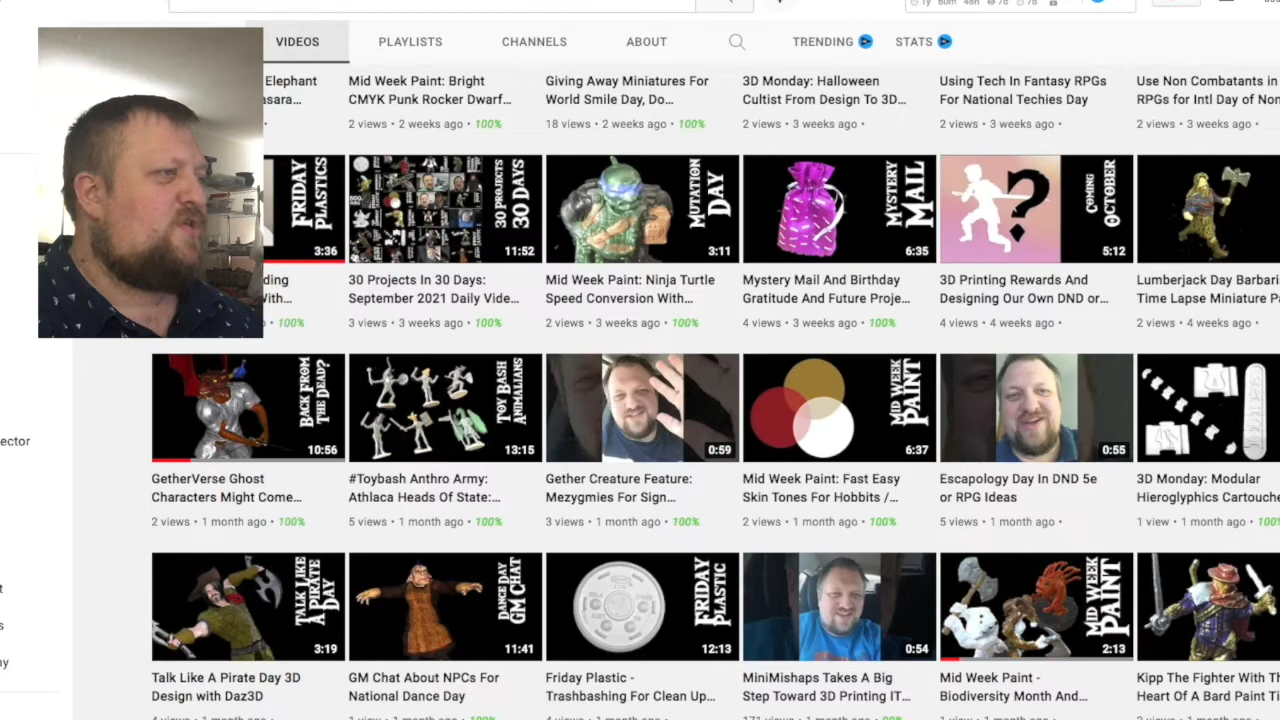 1y 60m 48h 7d 7d
VIDEOS PLAYLISTS CHANNELS ABOUT TRENDING STATS
Elephant
asara...
Mid Week Paint: Bright
CMYK Punk Rocker Dwarf...
2 views • 2 weeks ago • 100%
Giving Away Miniatures For
World Smile Day, Do...
18 views • 2 weeks ago • 100%
3D Monday: Halloween
Cultist From Design To 3D...
2 views • 3 weeks ago •
Using Tech In Fantasy RPGs
For National Techies Day
2 views • 3 weeks ago •
Use Non Combatants in
RPGs for Intl Day of Non
2 views • 3 weeks ago •
FRIDAY
PLASTICS
3:36
ding
With...
• 100%
30 PROJECTS
30 DAYS
11:52
30 Projects In 30 Days:
September 2021 Daily Vide...
3 views • 3 weeks ago • 100%
MUTATION
DAY
3:11
Mid Week Paint: Ninja Turtle
Speed Conversion With...
2 views • 3 weeks ago • 100%
MYSTERY
MAIL
6:35
Mystery Mail And Birthday
Gratitude And Future Proje...
4 views • 3 weeks ago • 100%
?
COMING
OCTOBER
5:12
3D Printing Rewards And
Designing Our Own DND or...
4 views • 4 weeks ago •
Lumberjack Day Barbaria
Time Lapse Miniature Pa
2 views • 4 weeks ago •
ector
BACK FROM
THE DEAD?
10:56
GetherVerse Ghost
Characters Might Come...
2 views • 1 month ago • 100%
TOY BASH
ANIMALIANS
13:15
#Toybash Anthro Army:
Athlaca Heads Of State:...
5 views • 1 month ago • 100%
0:59
Gether Creature Feature:
Mezygmies For Sign...
3 views • 1 month ago • 100%
MID WEEK
PAINT
6:37
Mid Week Paint: Fast Easy
Skin Tones For Hobbits /...
2 views • 1 month ago • 100%
0:55
Escapology Day In DND 5e
or RPG Ideas
5 views • 1 month ago •
3D Monday: Modular
Hieroglyphics Cartouche
1 view • 1 month ago • 100%
t
s
ny
TALK LIKE
A PIRATE
DAY
3:19
Talk Like A Pirate Day 3D
Design with Daz3D
DANCE DAY
GM CHAT
11:41
GM Chat About NPCs For
National Dance Day
FRIDAY
PLASTIC
12:13
Friday Plastic -
Trashbashing For Clean Up...
0:54
MiniMishaps Takes A Big
Step Toward 3D Printing IT...
MID WEEK
PAINT
2:13
Mid Week Paint -
Biodiversity Month And...
Kipp The Fighter With Th
Heart Of A Bard Paint Ti